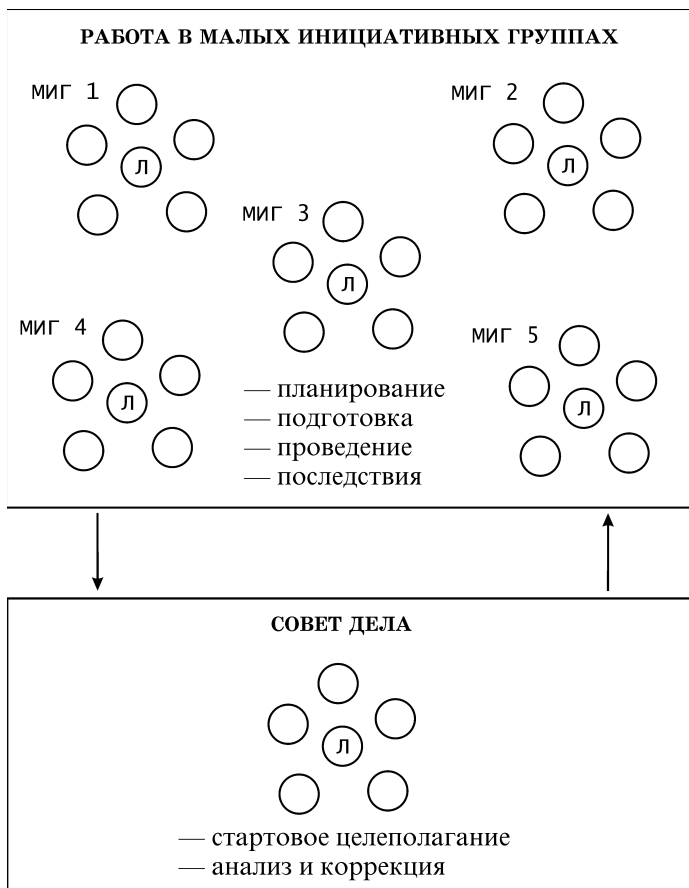 РАБОТА В МАЛЫХ ИНИЦИАТИВНЫХ ГРУППАХ
МИГ 1
Л
МИГ 2
Л
МИГ 3
Л
МИГ 4
Л
МИГ 5
Л
— планирование
— подготовка
— проведение
— последствия
СОВЕТ ДЕЛА
Л
— стартовое целеполагание
— анализ и коррекция